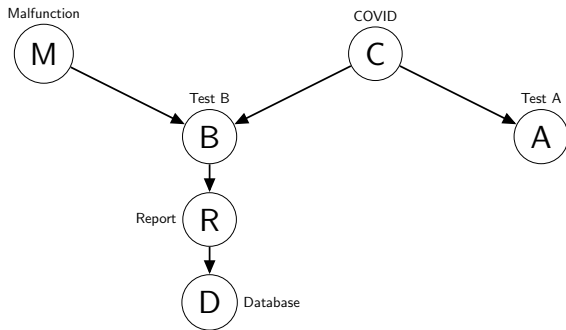 Malfunction
M
COVID
C
Test B
B
Test A
A
Report
R
D
Database